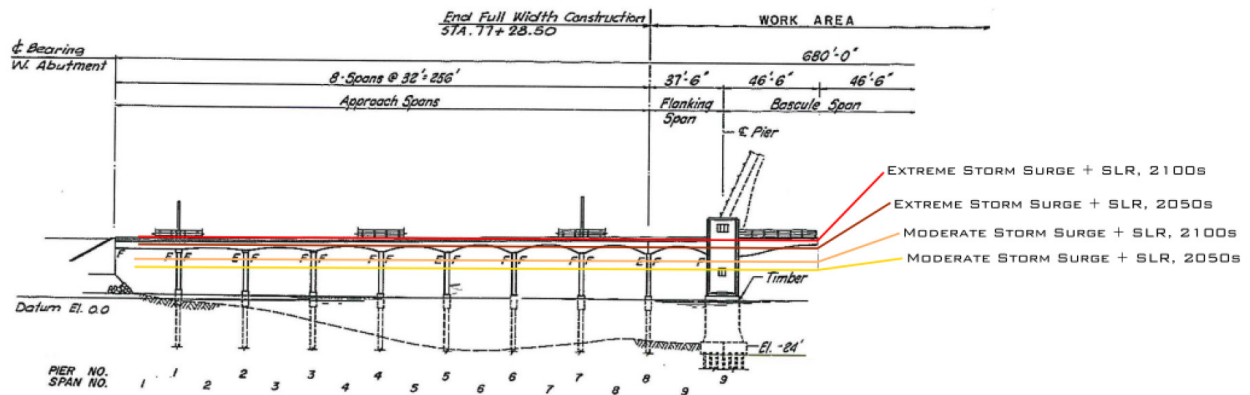 End Full Width Construction
STA. 77+28.50
WORK AREA
℄ Bearing
W. Abutment
680'-0"
8-Spans @ 32'=256'
37'-6"
46'-6"
46'-6"
Approach Spans
Flanking
Span
Bascule Span
℄ Pier
EXTREME STORM SURGE + SLR, 2100S
EXTREME STORM SURGE + SLR, 2050S
MODERATE STORM SURGE + SLR, 2100S
MODERATE STORM SURGE + SLR, 2050S
F E E E E E E E E E E E E E E E E F
Timber
Datum El. 0.0
El. -24'
PIER NO. 1 2 3 4 5 6 7 8 9
SPAN NO. 1 2 3 4 5 6 7 8 9